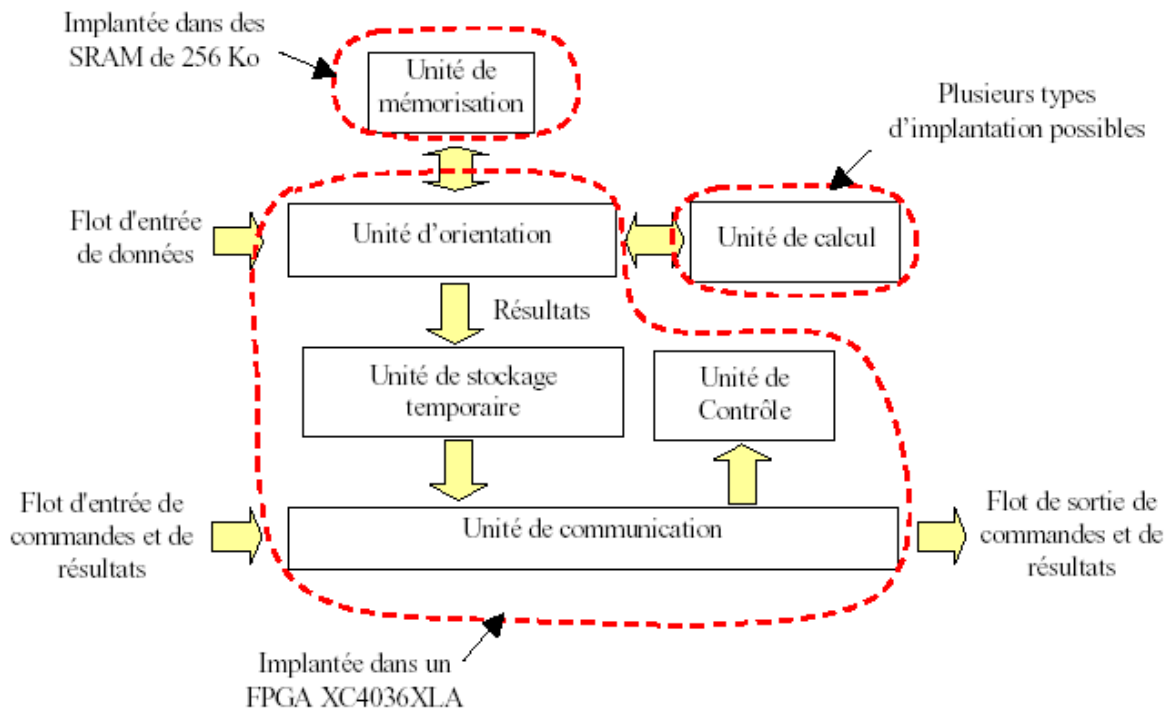 Implantée dans des
SRAM de 256 Ko
Unité de
mémorisation
Plusieurs types
d’implantation possibles
Flot d'entrée
de données
Unité d’orientation
Unité de calcul
Résultats
Unité de stockage
temporaire
Unité de
Contrôle
Flot d'entrée de
commandes et de
résultats
Unité de communication
Flot de sortie de
commandes et de
résultats
Implantée dans un
FPGA XC4036XLA